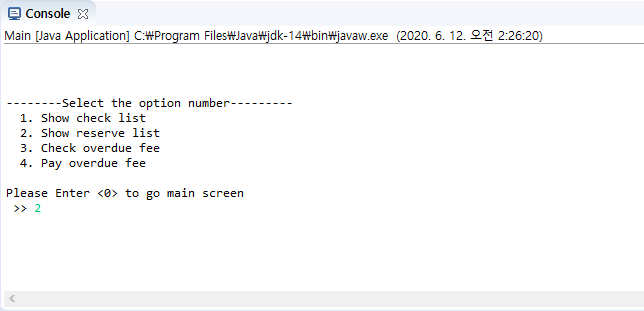 Console
Main [Java Application] C:₩Program Files₩Java₩jdk-14₩bin₩javaw.exe (2020. 6. 12. 오전 2:26:20)
--------Select the option number---------
1. Show check list
2. Show reserve list
3. Check overdue fee
4. Pay overdue fee
Please Enter <0> to go main screen
>> 2